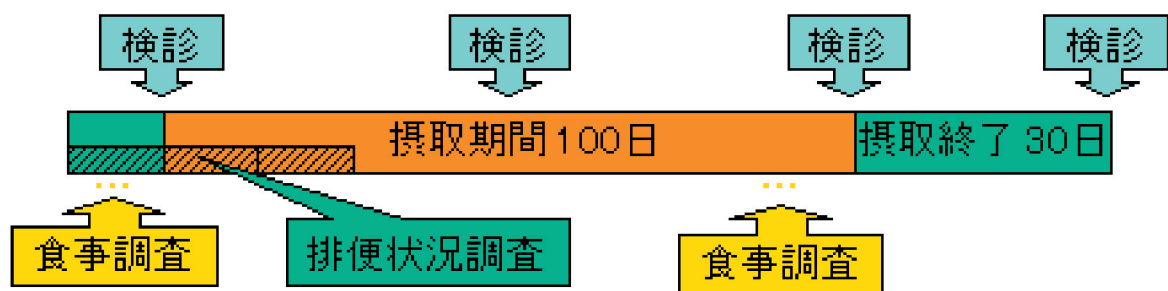 検診
検診
検診
検診
摂取期間100日
摂取終了30日
食事調査
排便状況調査
食事調査